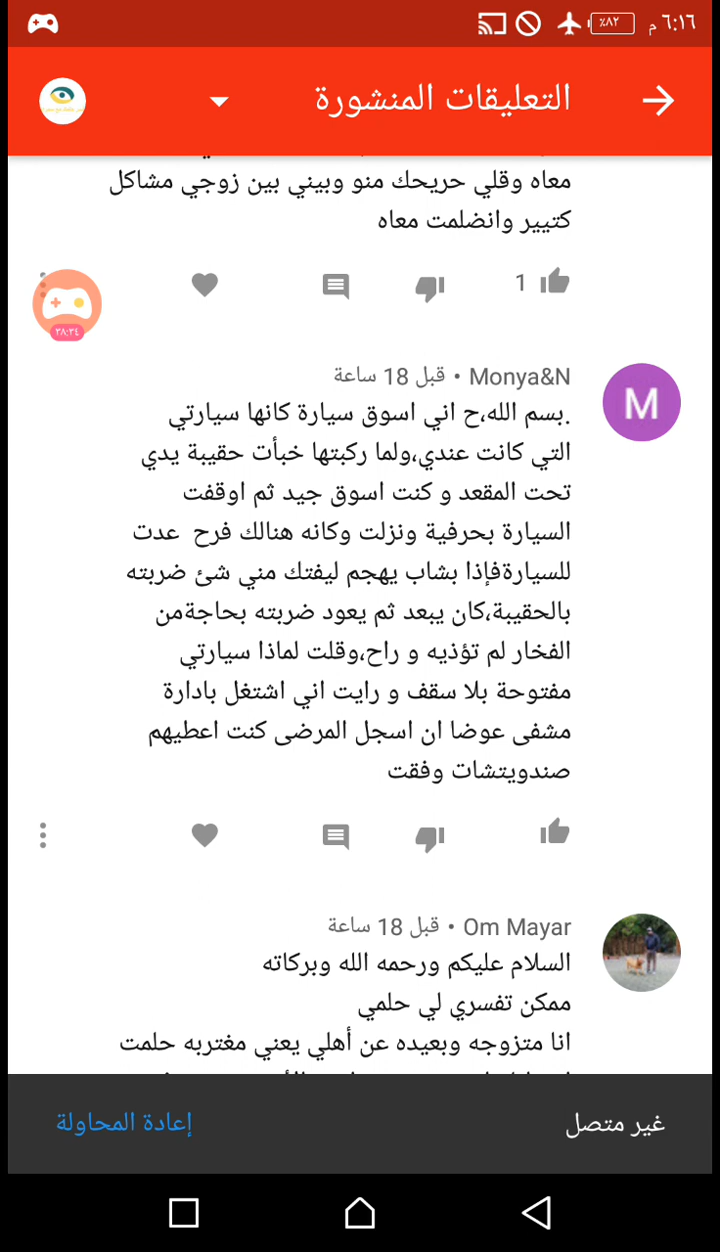 ٦:١٦ م
٪٨٢
التعليقات المنشورة
معاه وقلي حريحك منو وبيني بين زوجي مشاكل
كتيير وانضلمت معاه
1
٢٨:٣٤
Monya&N • قبل 18 ساعة
.بسم الله،ح اني اسوق سيارة كانها سيارتي
التي كانت عندي،ولما ركبتها خبأت حقيبة يدي
تحت المقعد و كنت اسوق جيد ثم اوقفت
السيارة بحرفية ونزلت وكانه هنالك فرح عدت
للسيارةفإذا بشاب يهجم ليفتك مني شئ ضربته
بالحقيبة،كان يبعد ثم يعود ضربته بحاجةمن
الفخار لم تؤذيه و راح،وقلت لماذا سيارتي
مفتوحة بلا سقف و رايت اني اشتغل بادارة
مشفى عوضا ان اسجل المرضى كنت اعطيهم
صندويتشات وفقت
M
Om Mayar • قبل 18 ساعة
السلام عليكم ورحمه الله وبركاته
ممكن تفسري لي حلمي
انا متزوجه وبعيده عن أهلي يعني مغتربه حلمت
غير متصل
إعادة المحاولة